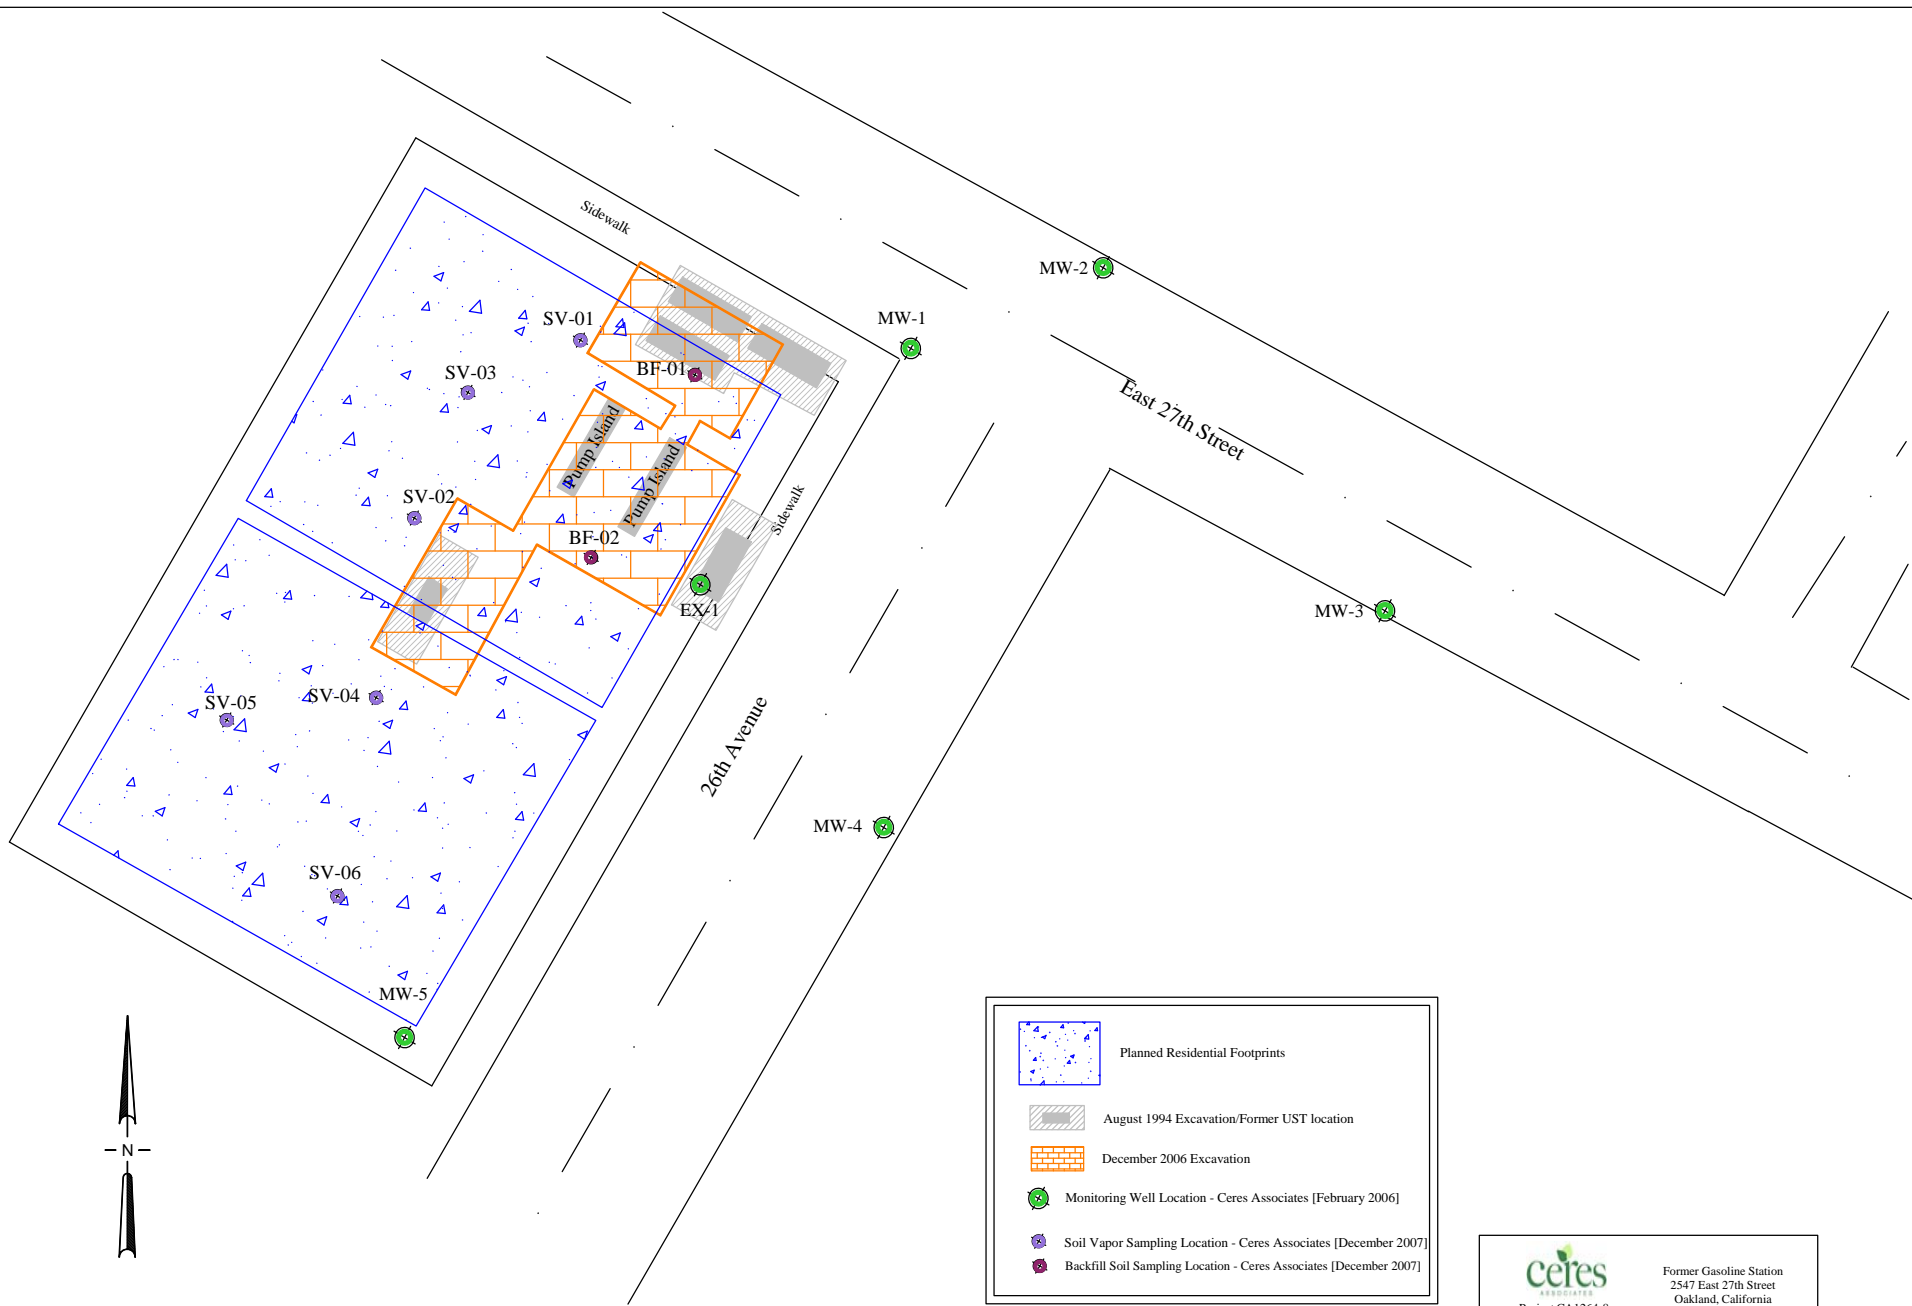 Sidewalk
MW-2
MW-1
SV-01
SV-03
BF-01
East 27th Street
Pump Island
Pump Island
Sidewalk
SV-02
BF-02
EX-1
MW-3
SV-04
SV-05
26th Avenue
MW-4
SV-06
MW-5
N
Planned Residential Footprints
August 1994 Excavation/Former UST location
December 2006 Excavation
Monitoring Well Location - Ceres Associates [February 2006]
Soil Vapor Sampling Location - Ceres Associates [December 2007]
Backfill Soil Sampling Location - Ceres Associates [December 2007]
ceres
ASSOCIATES
Former Gasoline Station
2547 East 27th Street
Oakland, California